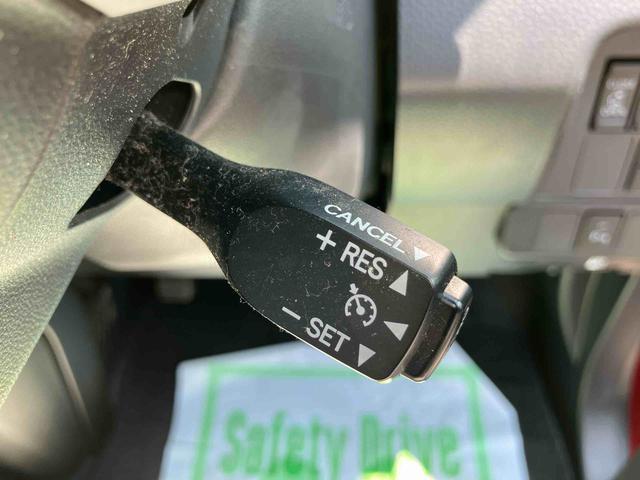 CANCEL
+ RES
- SET
Safety Drive